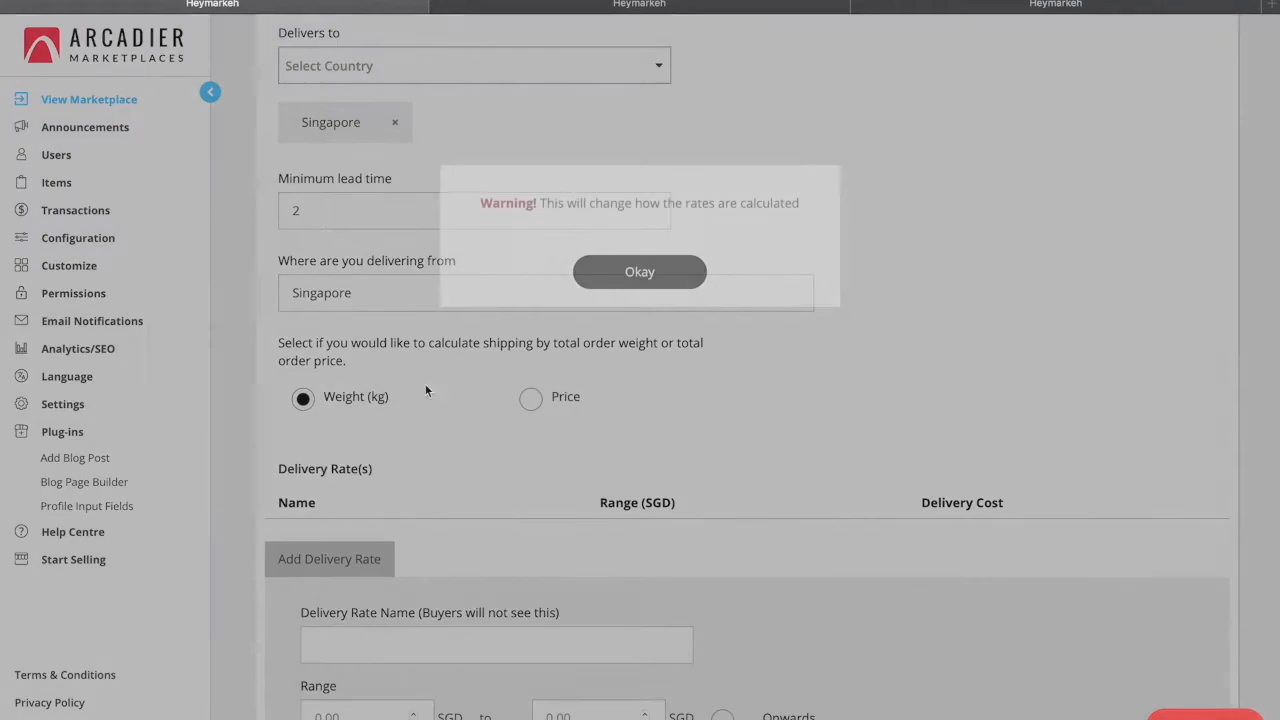 Heymarkeh
Heymarkeh
Heymarkeh
ARCADIER
MARKETPLACES
View Marketplace
Announcements
Users
Items
Transactions
Configuration
Customize
Permissions
Email Notifications
Analytics/SEO
Language
Settings
Plug-ins
Add Blog Post
Blog Page Builder
Profile Input Fields
Help Centre
Start Selling
Terms & Conditions
Privacy Policy
Delivers to
Select Country
Singapore ×
Minimum lead time
2
Warning! This will change how the rates are calculated
Okay
Where are you delivering from
Singapore
Select if you would like to calculate shipping by total order weight or total
order price.
Weight (kg) Price
Delivery Rate(s)
Name Range (SGD) Delivery Cost
Add Delivery Rate
Delivery Rate Name (Buyers will not see this)
Range
0.00 SGD to 0.00 SGD Onwards